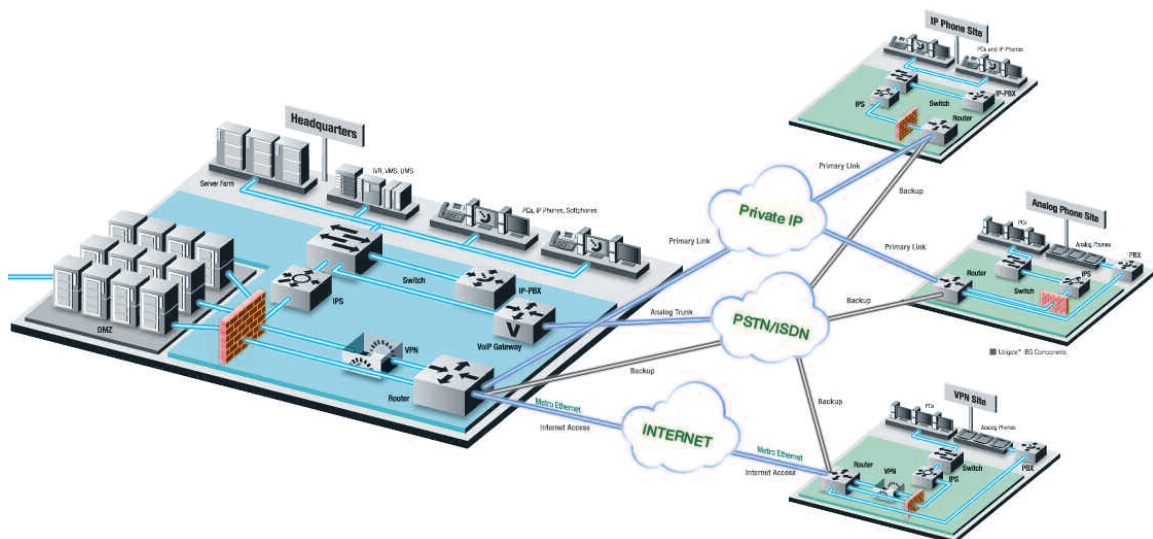 Headquarters
Server Farm
IVR, VMS, UMS
PCs, IP Phones, Softphones
DMZ
Switch
IPS
IP-PBX
VoIP Gateway
V
VPN
Router
Primary Link
Analog Trunk
Backup
Metro Ethernet
Internet Access
Private IP
PSTN/ISDN
INTERNET
Primary Link
Backup
Primary Link
Backup
Backup
Metro Ethernet
Internet Access
IP Phone Site
PCs and IP Phones
IPS
Switch
IP-PBX
Router
Analog Phone Site
PCs
Analog Phones
PBX
Router
IPS
Switch
IBG Components
VPN Site
PCs
Analog Phones
PBX
Switch
Router
VPN
IPS